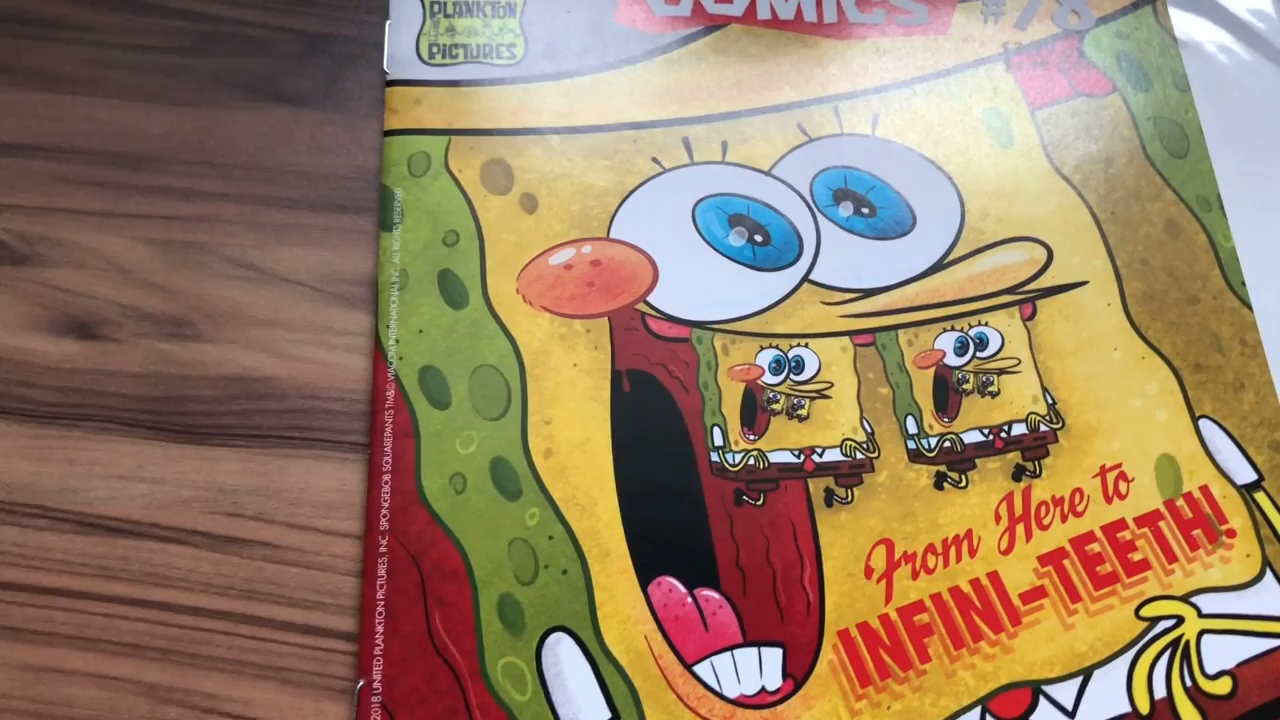 PLANKTON
PICTURES
COMICS
#78
From Here to
INFINI-TEETH!
2018 UNITED PLANKTON PICTURES, INC. SPONGEBOB SQUAREPANTS TM&© VIACOM INTERNATIONAL INC. ALL RIGHTS RESERVED